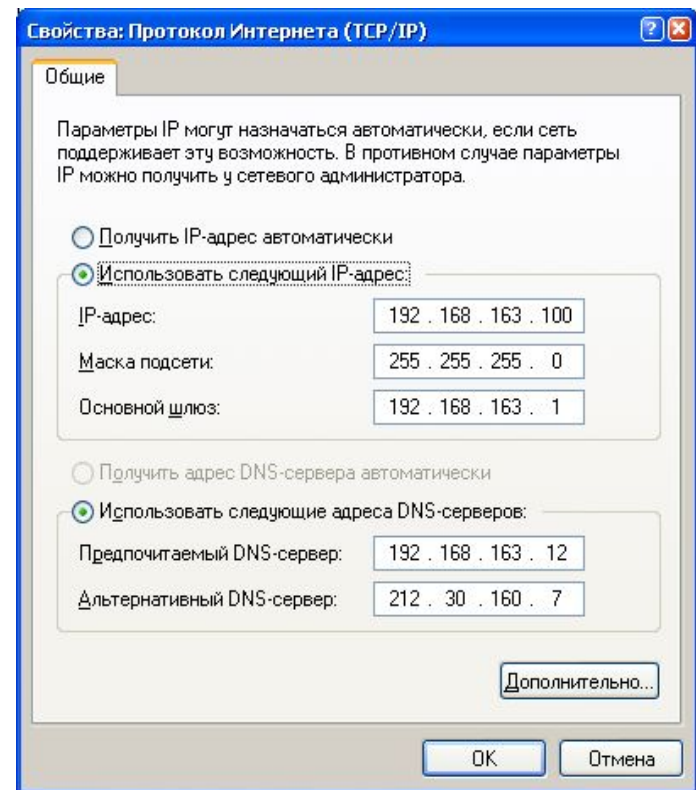 Свойства: Протокол Интернета (TCP/IP)
Общие
Параметры IP могут назначаться автоматически, если сеть
поддерживает эту возможность. В противном случае параметры
IP можно получить у сетевого администратора.
Получить IP-адрес автоматически
Использовать следующий IP-адрес:
IP-адрес: 192 . 168 . 163 . 100
Маска подсети: 255 . 255 . 255 . 0
Основной шлюз: 192 . 168 . 163 . 1
Получить адрес DNS-сервера автоматически
Использовать следующие адреса DNS-серверов:
Предпочитаемый DNS-сервер: 192 . 168 . 163 . 12
Альтернативный DNS-сервер: 212 . 30 . 160 . 7
Дополнительно...
OK Отмена